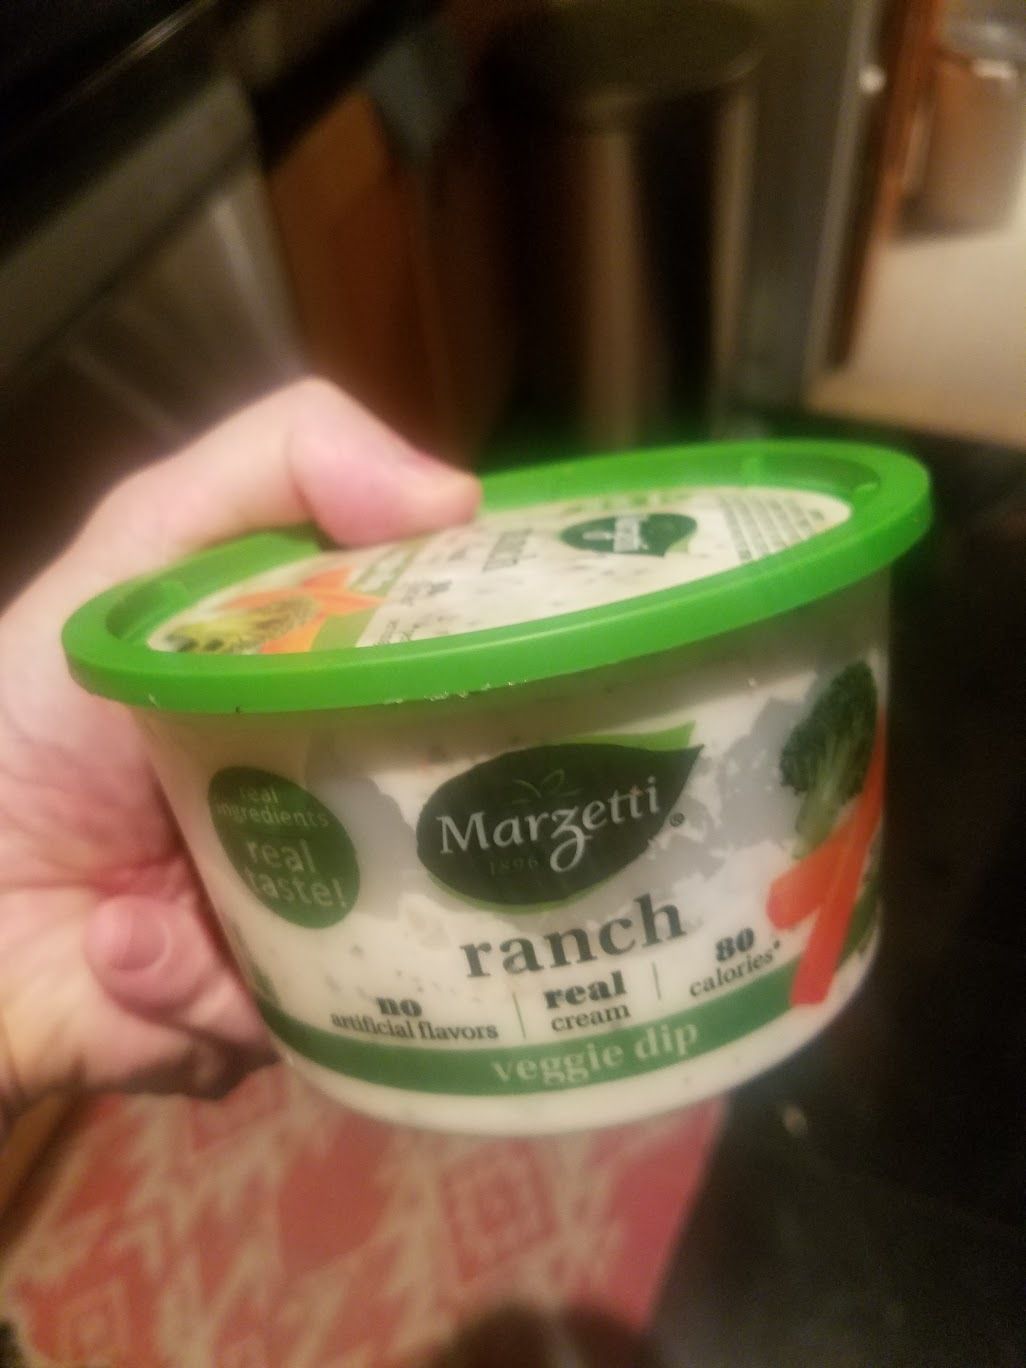 real
ingredients
real
taste!
Marzetti®
1896
ranch
no
artificial flavors
real
cream
80
calories*
veggie dip